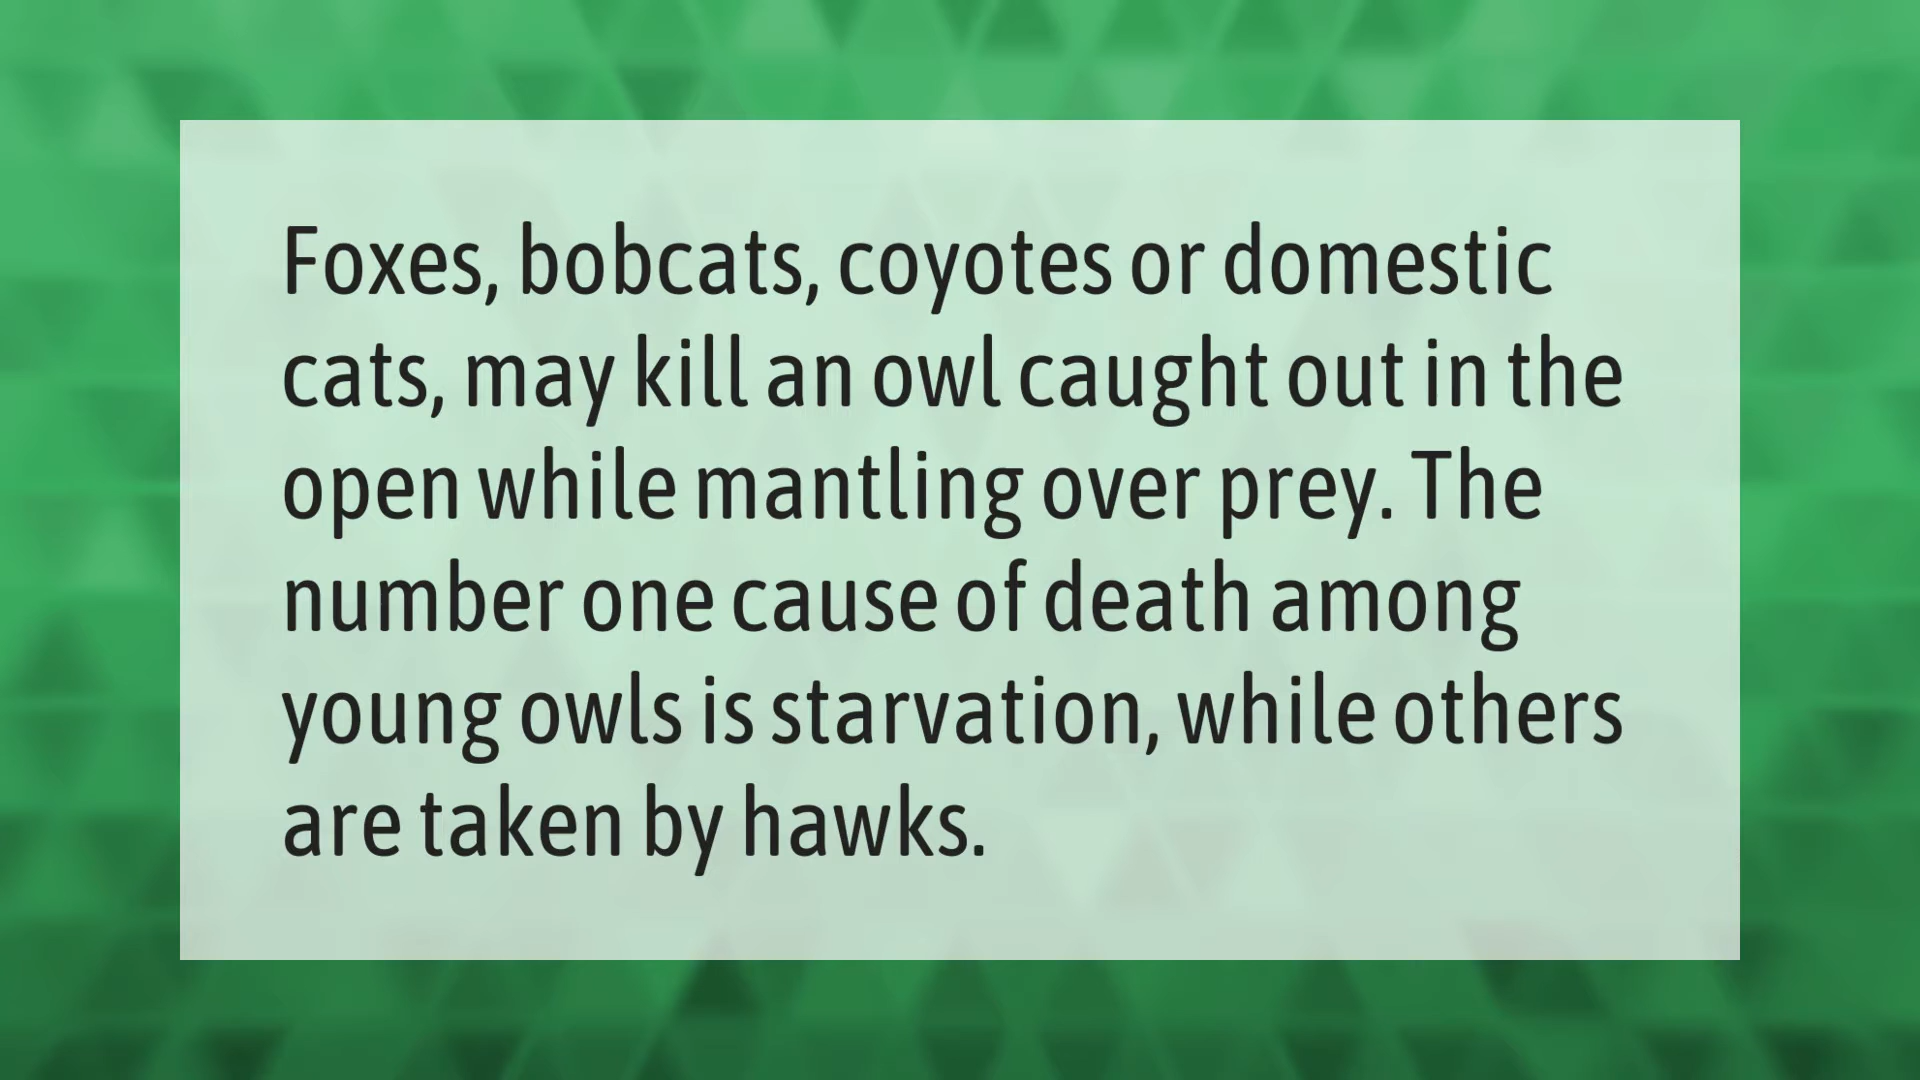 Foxes, bobcats, coyotes or domestic
cats, may kill an owl caught out in the
open while mantling over prey. The
number one cause of death among
young owls is starvation, while others
are taken by hawks.